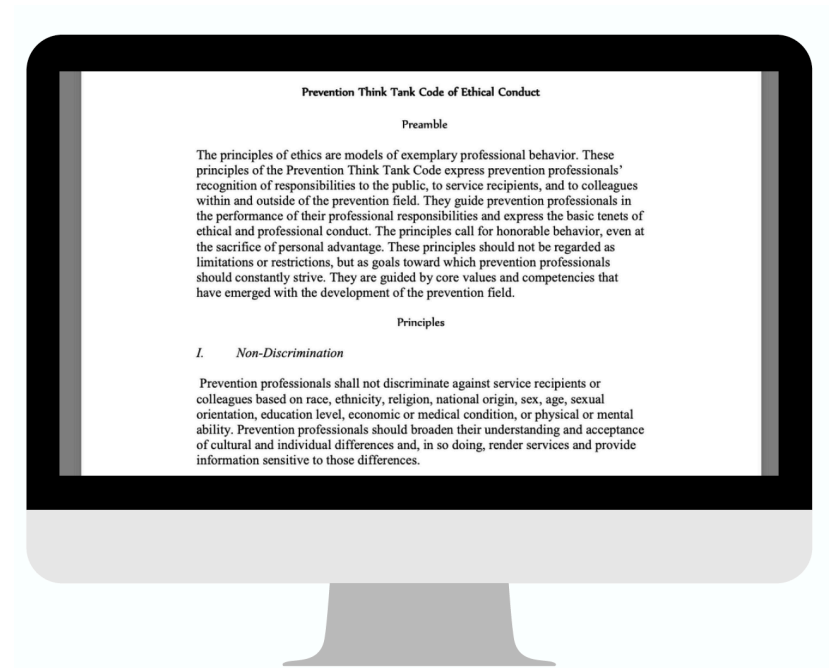 Prevention Think Tank Code of Ethical Conduct
Preamble
The principles of ethics are models of exemplary professional behavior. These
principles of the Prevention Think Tank Code express prevention professionals'
recognition of responsibilities to the public, to service recipients, and to colleagues
within and outside of the prevention field. They guide prevention professionals in
the performance of their professional responsibilities and express the basic tenets of
ethical and professional conduct. The principles call for honorable behavior, even at
the sacrifice of personal advantage. These principles should not be regarded as
limitations or restrictions, but as goals toward which prevention professionals
should constantly strive. They are guided by core values and competencies that
have emerged with the development of the prevention field.
Principles
I. Non-Discrimination
Prevention professionals shall not discriminate against service recipients or
colleagues based on race, ethnicity, religion, national origin, sex, age, sexual
orientation, education level, economic or medical condition, or physical or mental
ability. Prevention professionals should broaden their understanding and acceptance
of cultural and individual differences and, in so doing, render services and provide
information sensitive to those differences.